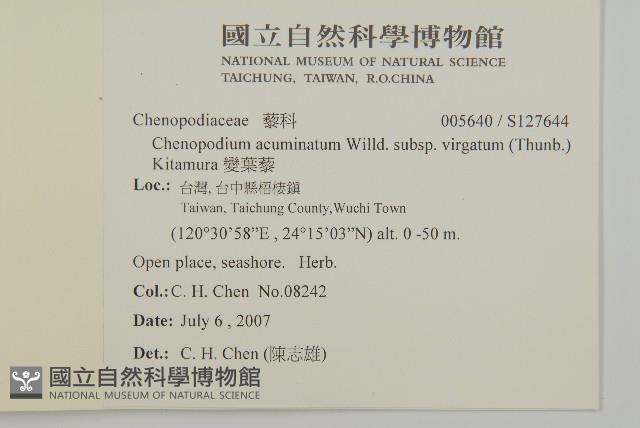 國立自然科學博物館
NATIONAL MUSEUM OF NATURAL SCIENCE
TAICHUNG, TAIWAN, R.O.CHINA
Chenopodiaceae 藜科 005640 / S127644
Chenopodium acuminatum Willd. subsp. virgatum (Thunb.)
Kitamura 變葉藜
Loc.: 台灣, 台中縣梧棲鎮
Taiwan, Taichung County,Wuchi Town
(120°30’58”E , 24°15’03”N) alt. 0 -50 m.
Open place, seashore. Herb.
Col.: C. H. Chen No.08242
Date: July 6 , 2007
Det.: C. H. Chen (陳志雄)
國立自然科學博物館
NATIONAL MUSEUM OF NATURAL SCIENCE